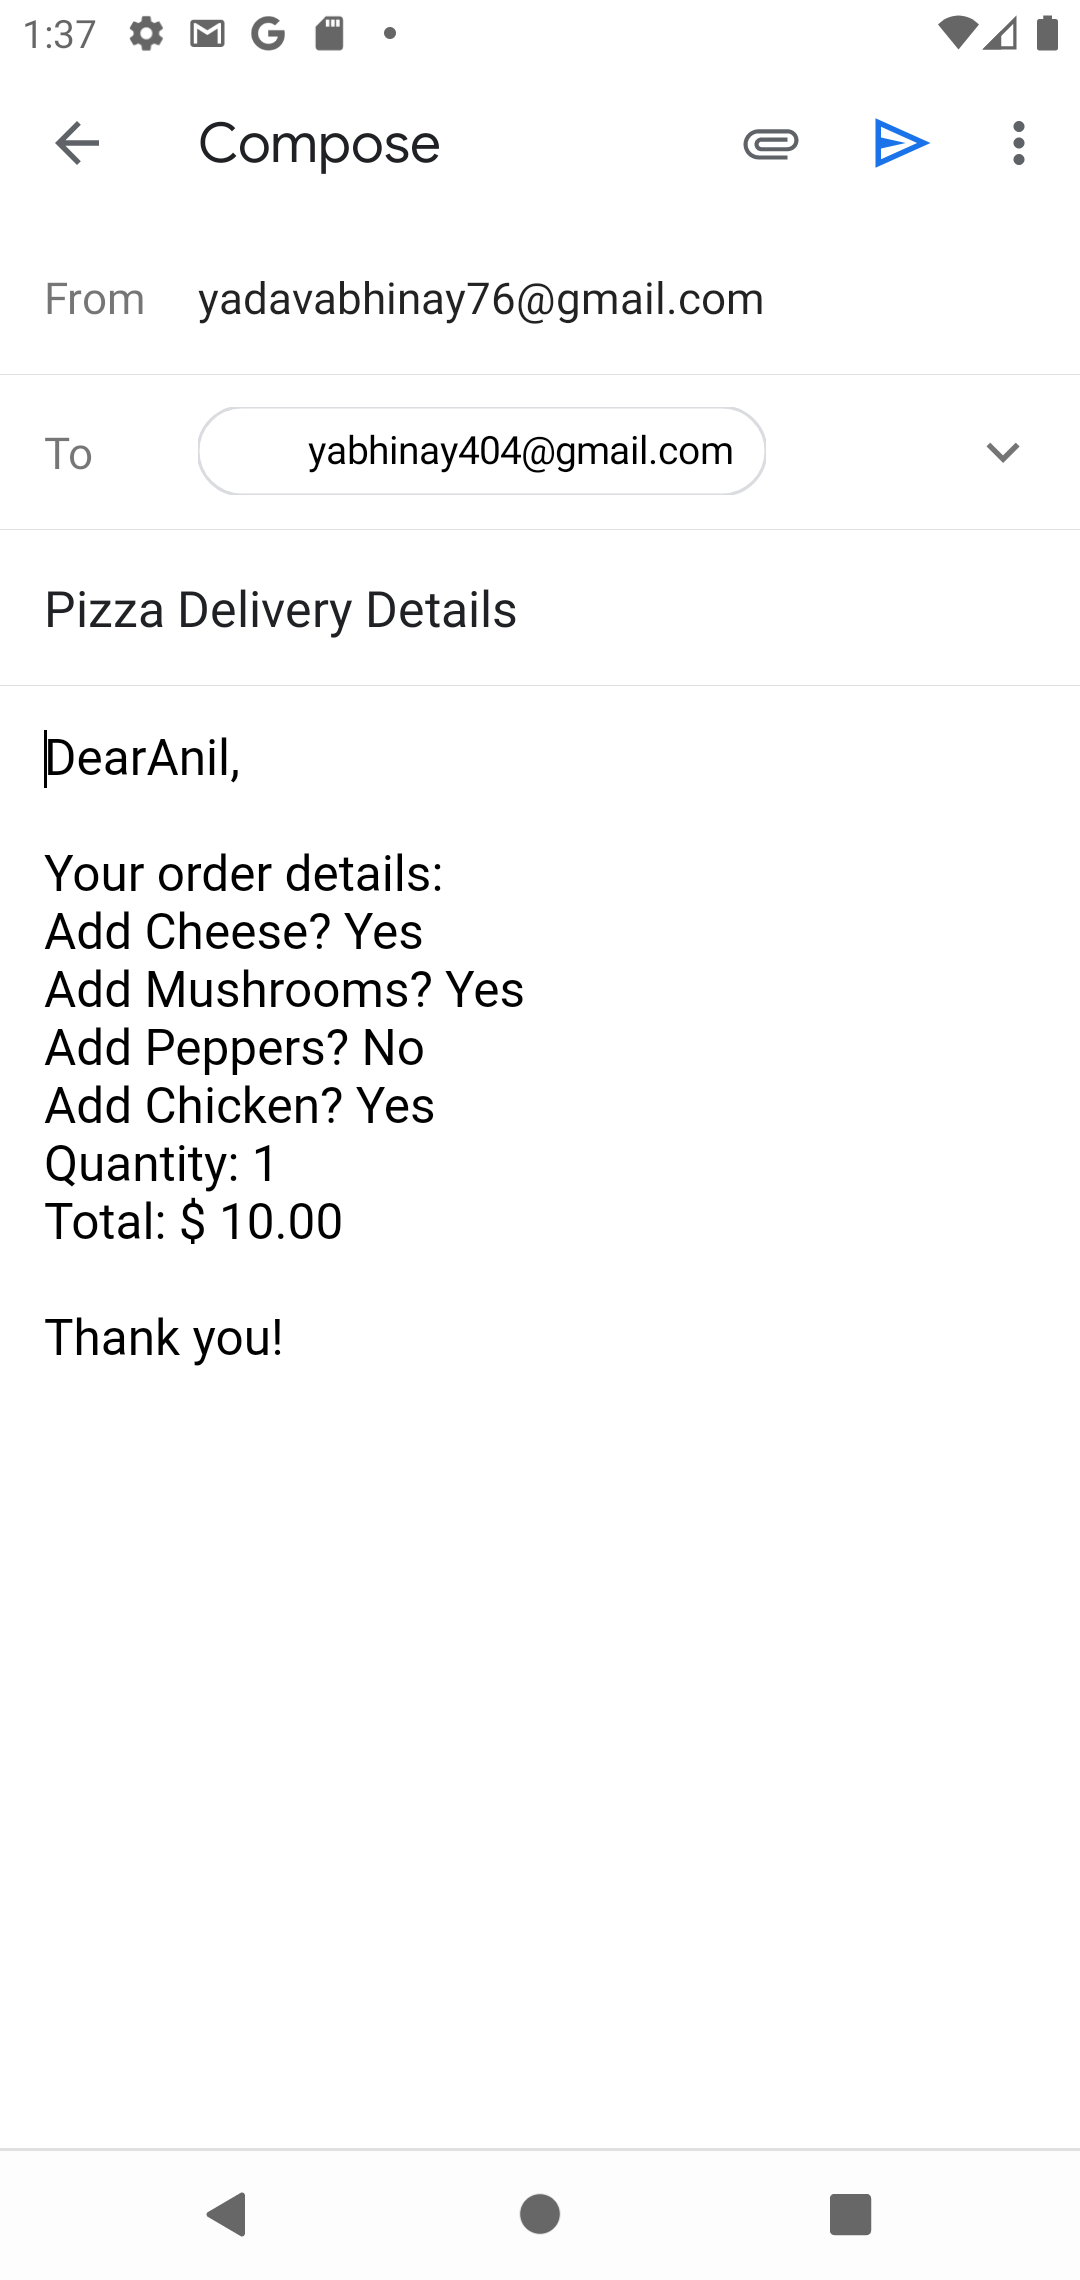 1:37
Compose
From yadavabhinay76@gmail.com
To yabhinay404@gmail.com
Pizza Delivery Details
DearAnil,
Your order details:
Add Cheese? Yes
Add Mushrooms? Yes
Add Peppers? No
Add Chicken? Yes
Quantity: 1
Total: $ 10.00
Thank you!